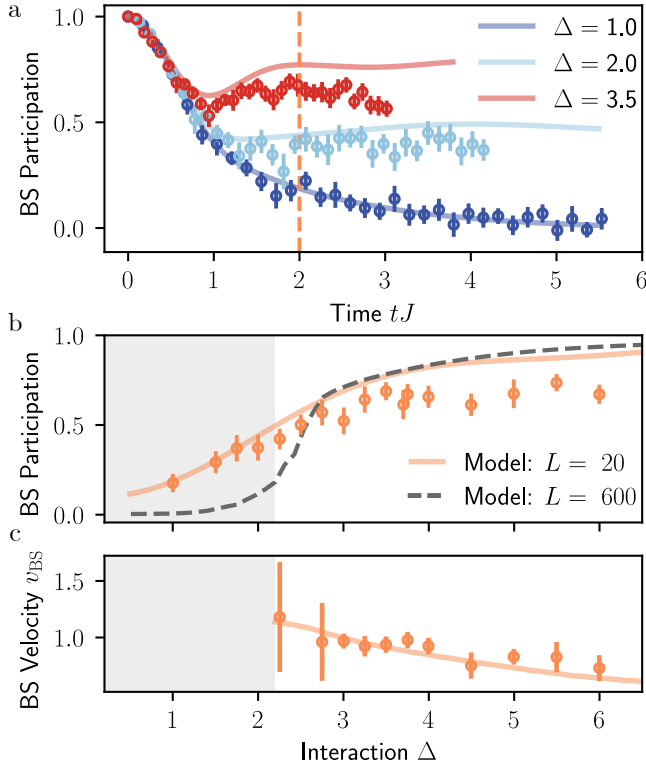 a
BS Participation
1.0
0.5
0.0
Δ = 1.0
Δ = 2.0
Δ = 3.5
0 1 2 3 4 5 6
Time tJ
b
BS Participation
1.0
0.5
0.0
Model: L = 20
Model: L = 600
c
BS Velocity v_BS
1.5
1.0
1 2 3 4 5 6
Interaction Δ